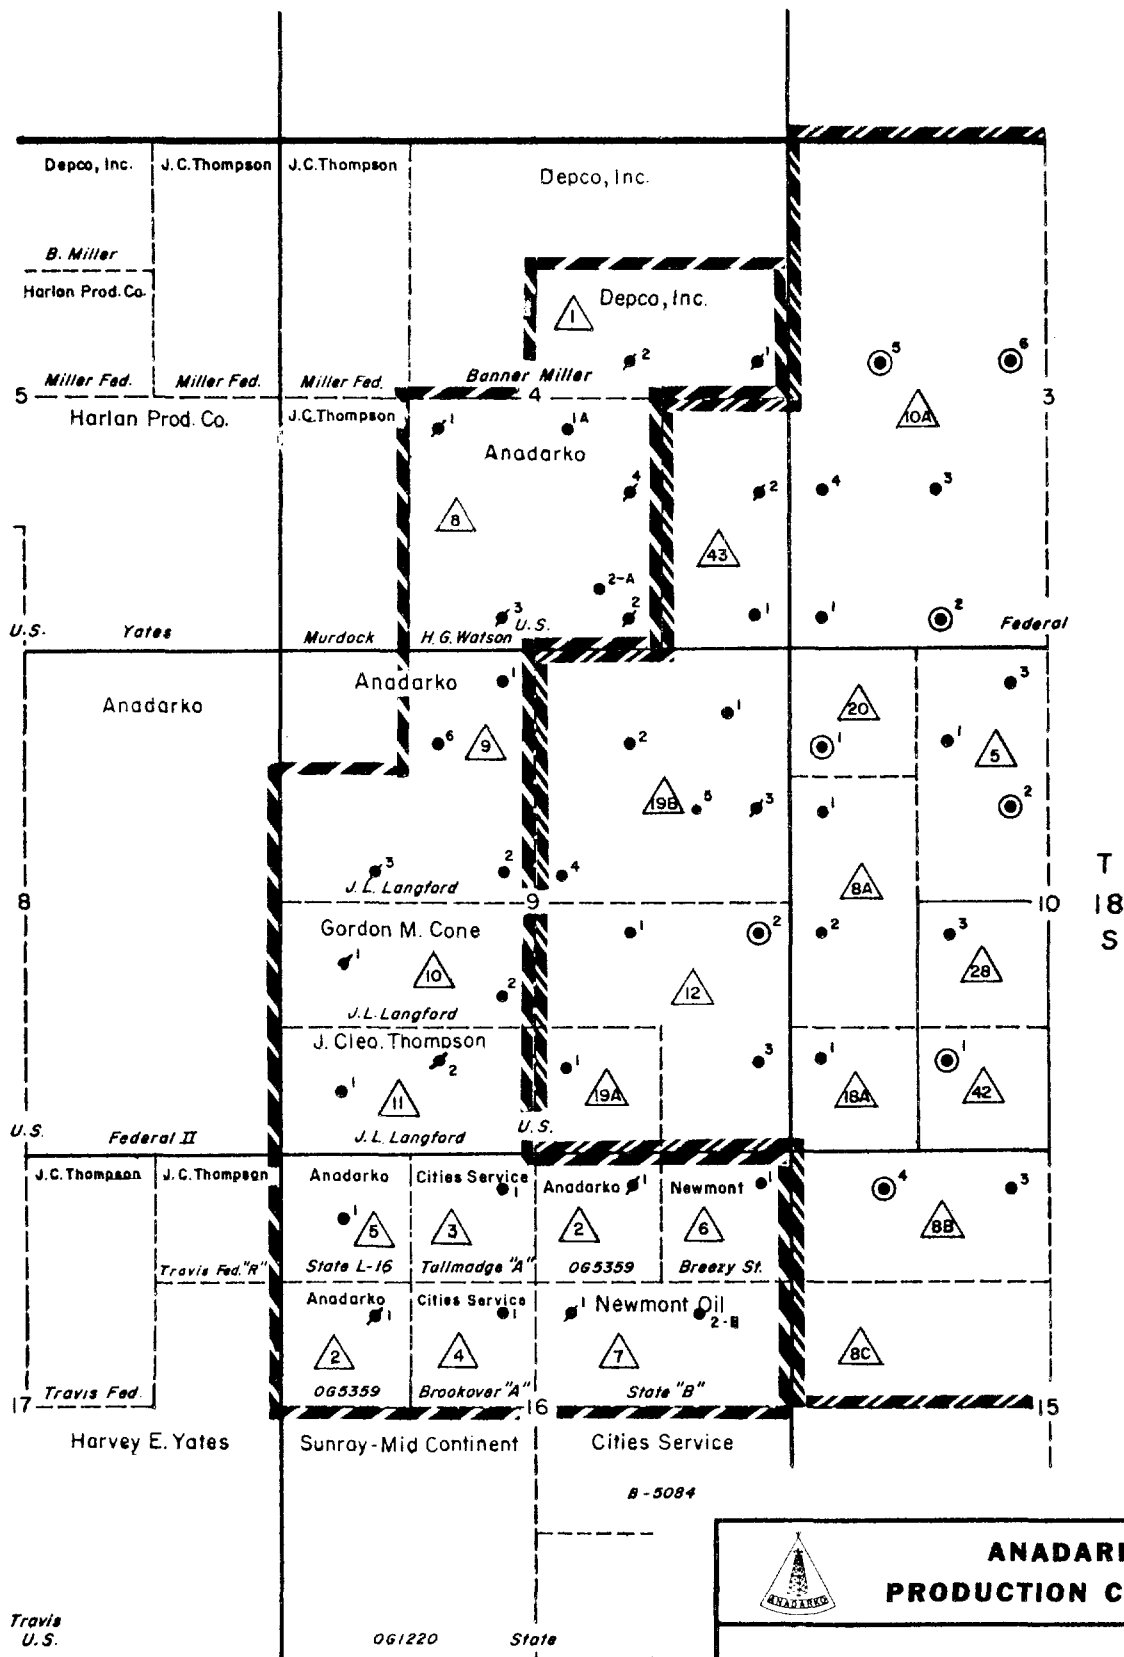 Depco, Inc.
J.C.Thompson
J.C.Thompson
Depco, Inc.
B. Miller
Harlan Prod. Co.
Depco, Inc.
1
2
1
5
6
Miller Fed.
Miller Fed.
Miller Fed.
Banner Miller
5
4
3
10A
Harlan Prod. Co.
J.C.Thompson
1
1A
Anadarko
4
2
4
3
8
43
2-A
3
2
1
1
2
U.S.
Yates
Murdock
H.G. Watson
U.S.
Federal
Anadarko
Anadarko
1
1
20
3
6
9
2
1
1
5
19B
5
3
1
2
3
2
4
8A
J.L. Langford
8
9
10
T
18
S
Gordon M. Cone
1
10
2
1
2
2
3
28
12
J.L. Langford
J. Cleo. Thompson
2
1
11
1
19A
3
1
18A
1
42
U.S.
Federal II
J.L. Langford
U.S.
J.C.Thompson
J.C.Thompson
Anadarko
Cities Service
1
Anadarko
1
Newmont
1
4
3
1
5
3
2
6
8B
Travis Fed."R"
State L-16
Tallmadge "A"
OG5359
Breezy St.
Anadarko
1
Cities Service
1
1
Newmont Oil
2-B
2
4
7
8C
Travis Fed.
OG5359
Brookover "A"
State "B"
17
16
15
Harvey E. Yates
Sunray-Mid Continent
Cities Service
B-5084
ANADARKO
PRODUCTION C
Travis
U.S.
OG1220
State